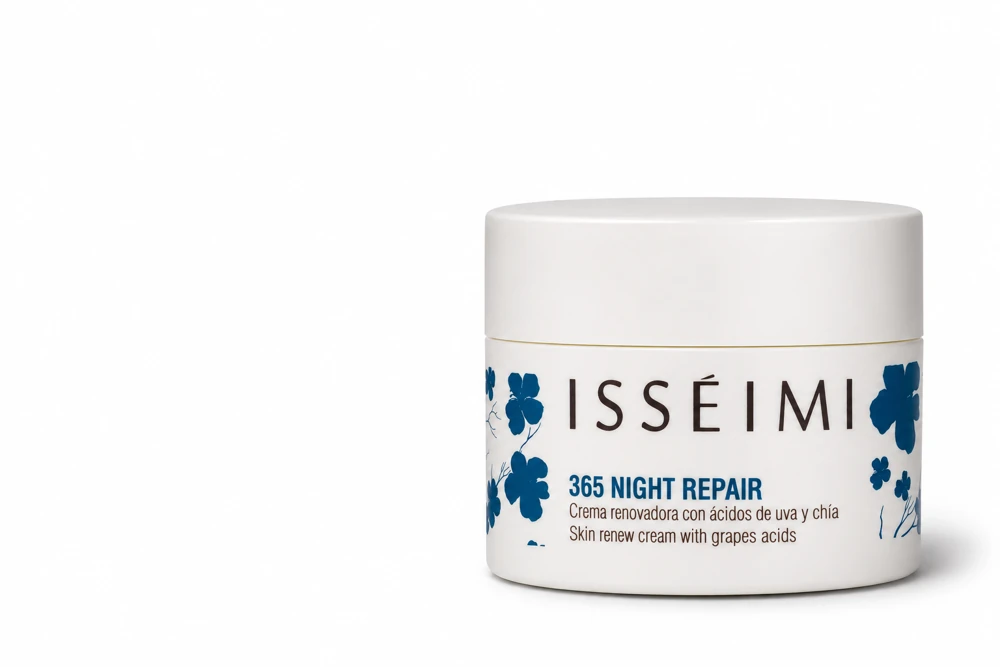 ISSÉIMI
365 NIGHT REPAIR
Crema renovadora con ácidos de uva y chía
Skin renew cream with grapes acids